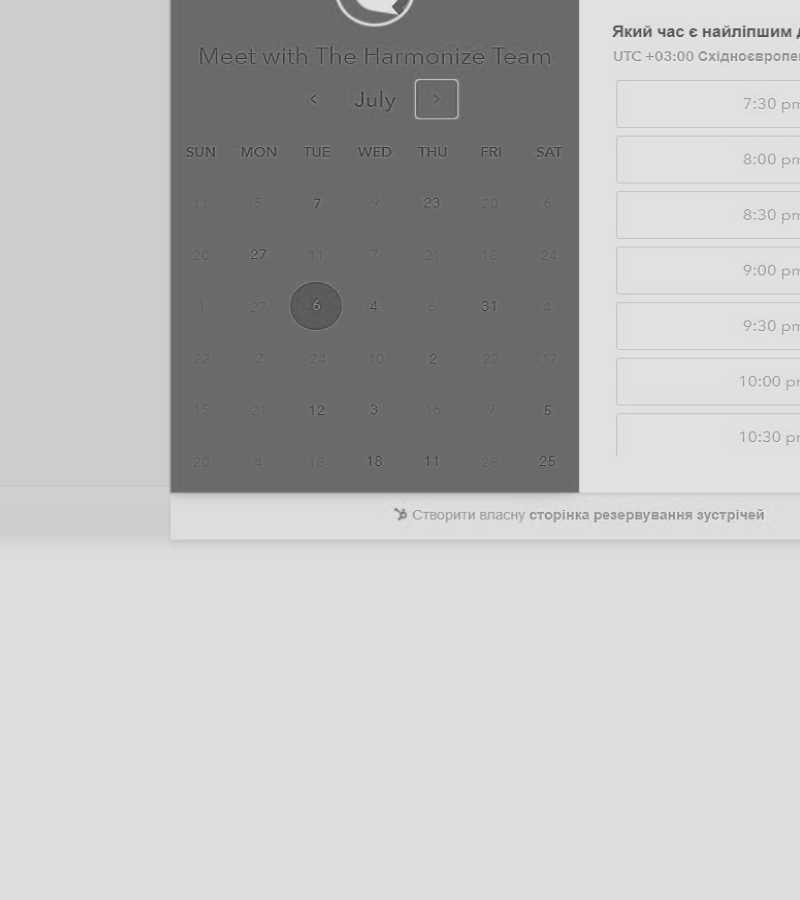 Meet with The Harmonize Team
July
SUN MON TUE WED THU FRI SAT
11 5 7 9 23 20 6
20 27 11 7 21 18 24
1 27 6 4 6 31 4
22 2 24 10 2 22 17
15 21 12 3 16 9 5
20 4 18 18 11 28 25
Який час є найліпшим
UTC +03:00
7:30 pm
8:00 pm
8:30 pm
9:00 pm
9:30 pm
10:00 pm
10:30 pm
Створити власну сторінка резервування зустрічей